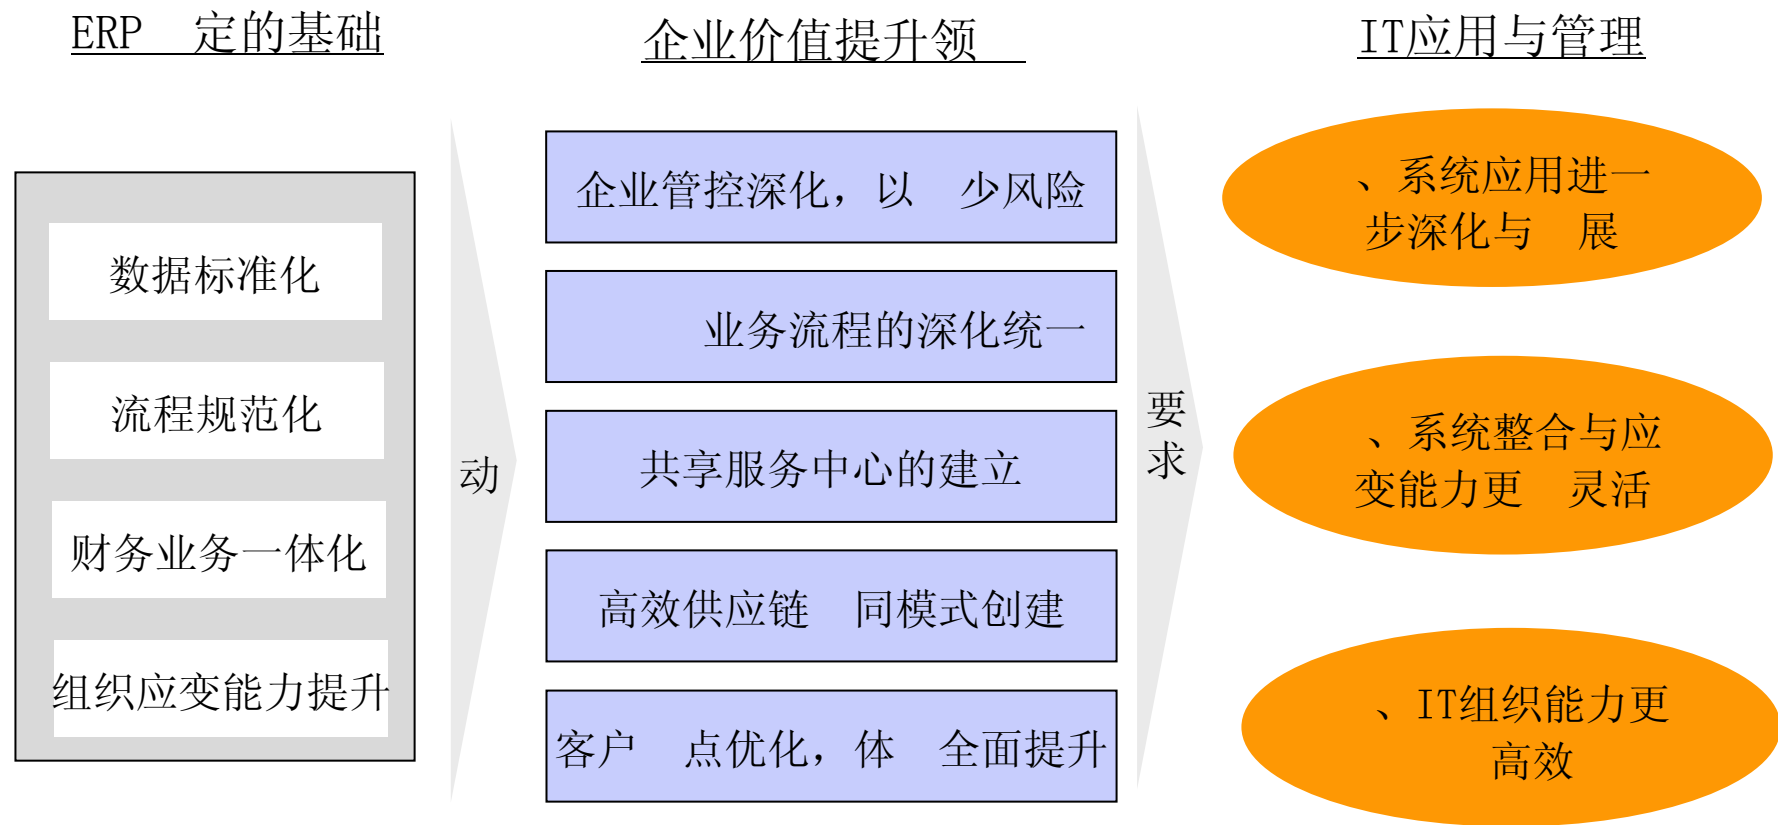 ERP 定的基础
企业价值提升领
IT应用与管理
数据标准化
流程规范化
财务业务一体化
组织应变能力提升
动
企业管控深化，以 少风险
业务流程的深化统一
共享服务中心的建立
高效供应链 同模式创建
客户 点优化，体 全面提升
要
求
、系统应用进一
步深化与 展
、系统整合与应
变能力更 灵活
、IT组织能力更
高效